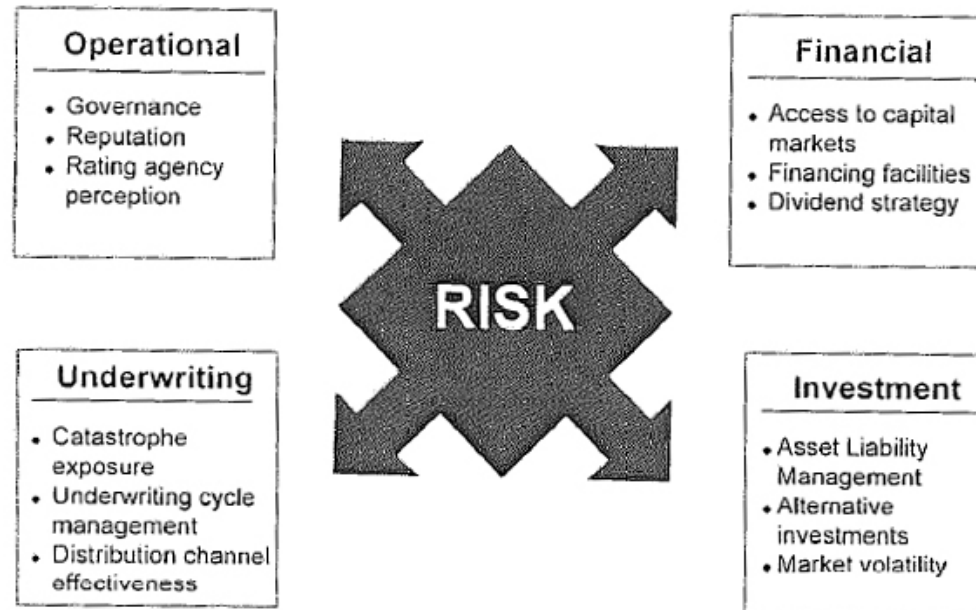 Operational
• Governance
• Reputation
• Rating agency
perception
Financial
• Access to capital
markets
• Financing facilities
• Dividend strategy
RISK
Underwriting
• Catastrophe
exposure
• Underwriting cycle
management
• Distribution channel
effectiveness
Investment
• Asset Liability
Management
• Alternative
investments
• Market volatility